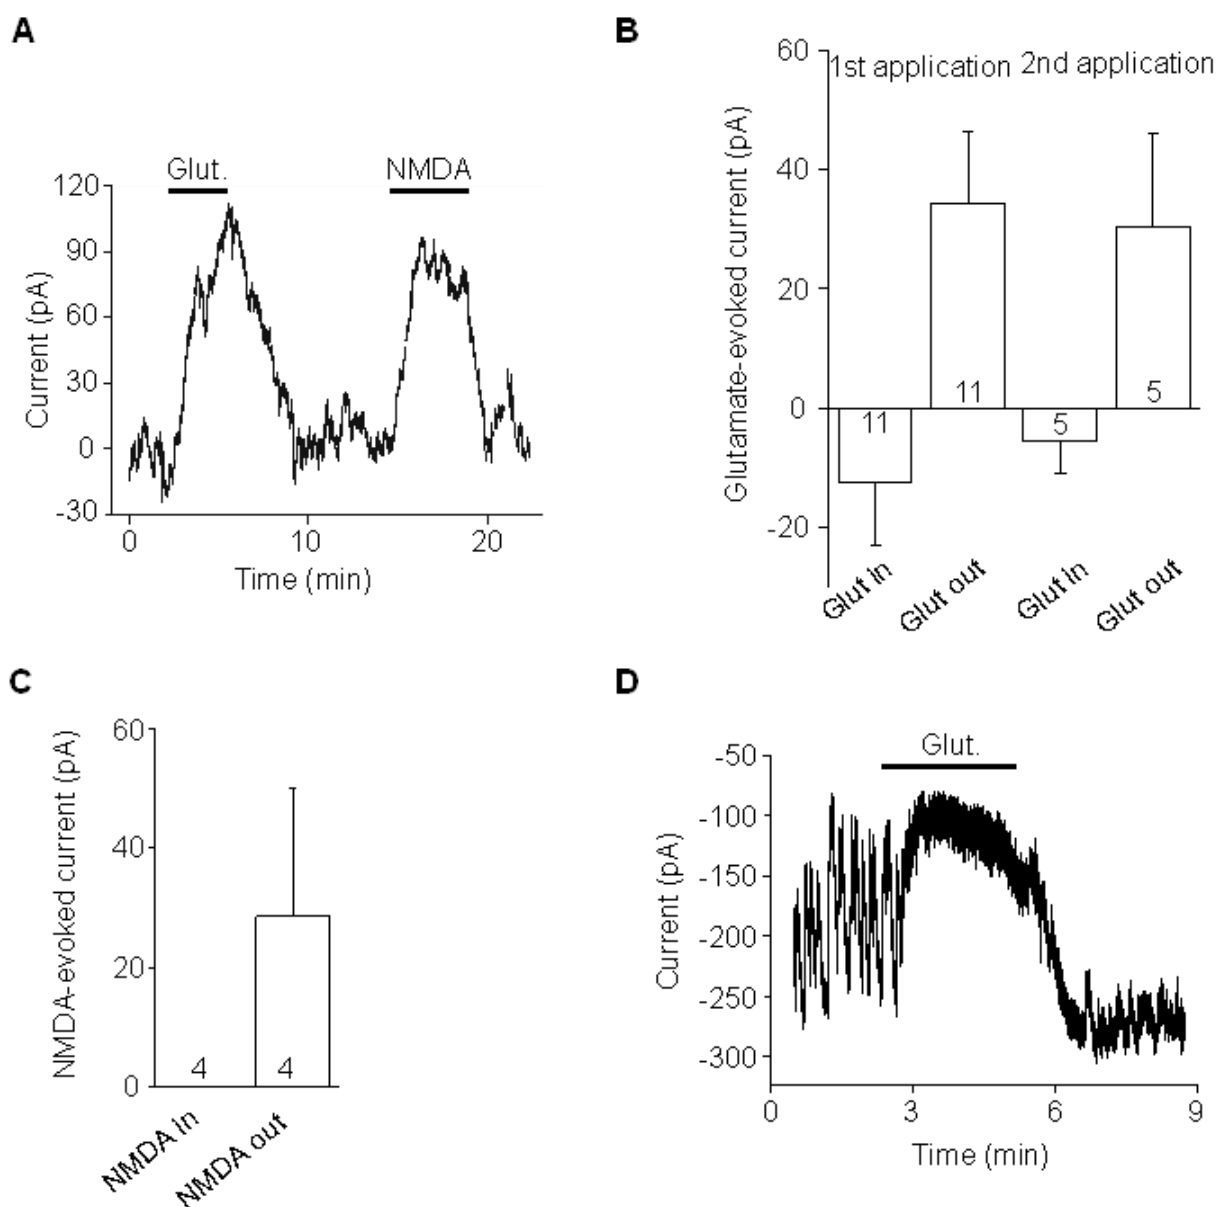 A
Glut.
NMDA
120
90
60
30
0
-30
0
10
20
Current (pA)
Time (min)
B
1st application
2nd application
60
40
20
0
-20
Glutamate-evoked current (pA)
11
11
5
5
Glut in
Glut out
Glut in
Glut out
C
60
40
20
0
NMDA-evoked current (pA)
4
4
NMDA in
NMDA out
D
Glut.
-50
-100
-150
-200
-250
-300
0
3
6
9
Current (pA)
Time (min)